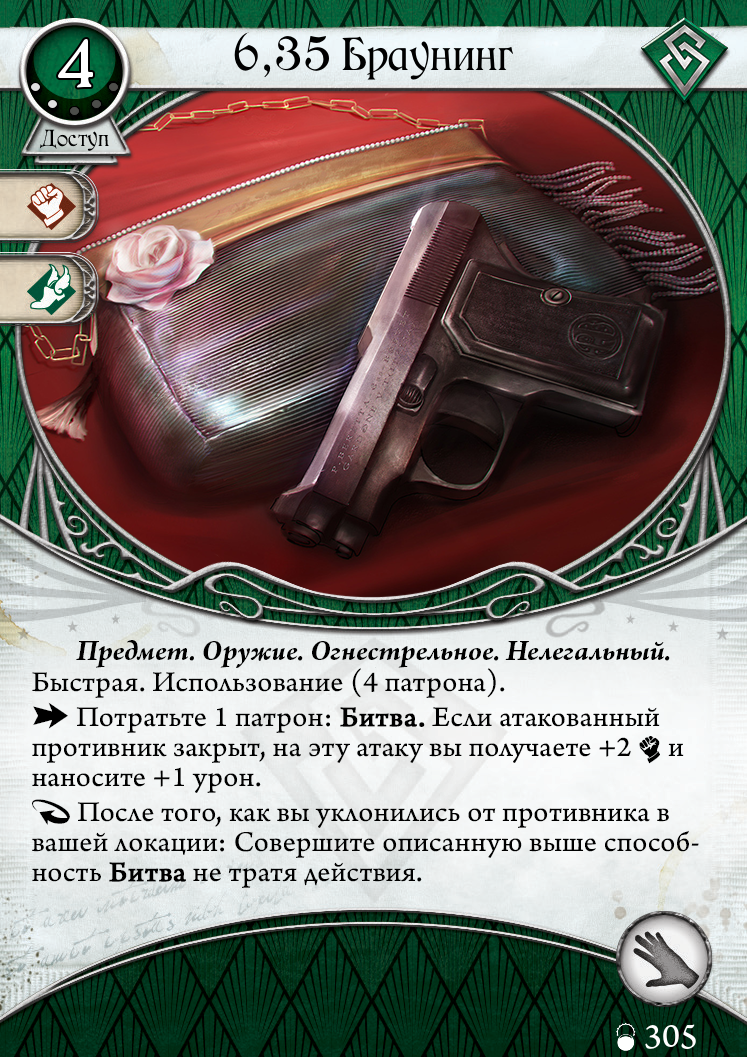 4
6,35 Браунинг
Доступ
P. BERETTA
Предмет. Оружие. Огнестрельное. Нелегальный.
Быстрая. Использование (4 патрона).
Потратьте 1 патрон: Битва. Если атакованный
противник закрыт, на эту атаку вы получаете +2 и
наносите +1 урон.
После того, как вы уклонились от противника в
вашей локации: Совершите описанную выше способ-
ность Битва не тратя действия.
305